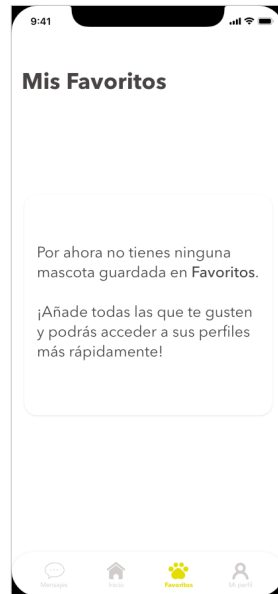 9:41
Mis Favoritos
Por ahora no tienes ninguna
mascota guardada en Favoritos.
¡Añade todas las que te gusten
y podrás acceder a sus perfiles
más rápidamente!
Mensajes
Inicio
Favoritos
Mi perfil